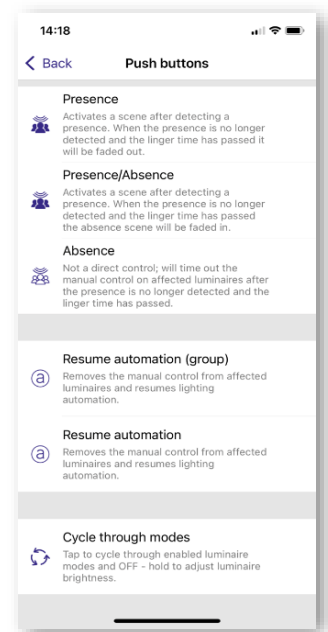 14:18
Back Push buttons
Presence
Activates a scene after detecting a
presence. When the presence is no longer
detected and the linger time has passed it
will be faded out.
Presence/Absence
Activates a scene after detecting a
presence. When the presence is no longer
detected and the linger time has passed
the absence scene will be faded in.
Absence
Not a direct control; will time out the
manual control on affected luminaires after
the presence is no longer detected and the
linger time has passed.
Resume automation (group)
Removes the manual control from affected
luminaires and resumes lighting
automation.
Resume automation
Removes the manual control from affected
luminaires and resumes lighting
automation.
Cycle through modes
Tap to cycle through enabled luminaire
modes and OFF - hold to adjust luminaire
brightness.